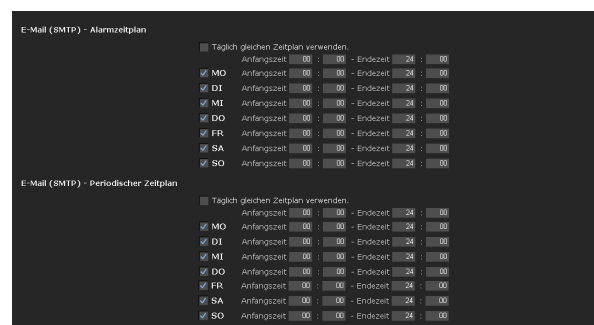 E-Mail (SMTP) - Alarmzeitplan
Täglich gleichen Zeitplan verwenden.
Anfangszeit 00 : 00 - Endezeit 24 : 00
MO Anfangszeit 00 : 00 - Endezeit 24 : 00
DI Anfangszeit 00 : 00 - Endezeit 24 : 00
MI Anfangszeit 00 : 00 - Endezeit 24 : 00
DO Anfangszeit 00 : 00 - Endezeit 24 : 00
FR Anfangszeit 00 : 00 - Endezeit 24 : 00
SA Anfangszeit 00 : 00 - Endezeit 24 : 00
SO Anfangszeit 00 : 00 - Endezeit 24 : 00
E-Mail (SMTP) - Periodischer Zeitplan
Täglich gleichen Zeitplan verwenden.
Anfangszeit 00 : 00 - Endezeit 24 : 00
MO Anfangszeit 00 : 00 - Endezeit 24 : 00
DI Anfangszeit 00 : 00 - Endezeit 24 : 00
MI Anfangszeit 00 : 00 - Endezeit 24 : 00
DO Anfangszeit 00 : 00 - Endezeit 24 : 00
FR Anfangszeit 00 : 00 - Endezeit 24 : 00
SA Anfangszeit 00 : 00 - Endezeit 24 : 00
SO Anfangszeit 00 : 00 - Endezeit 24 : 00